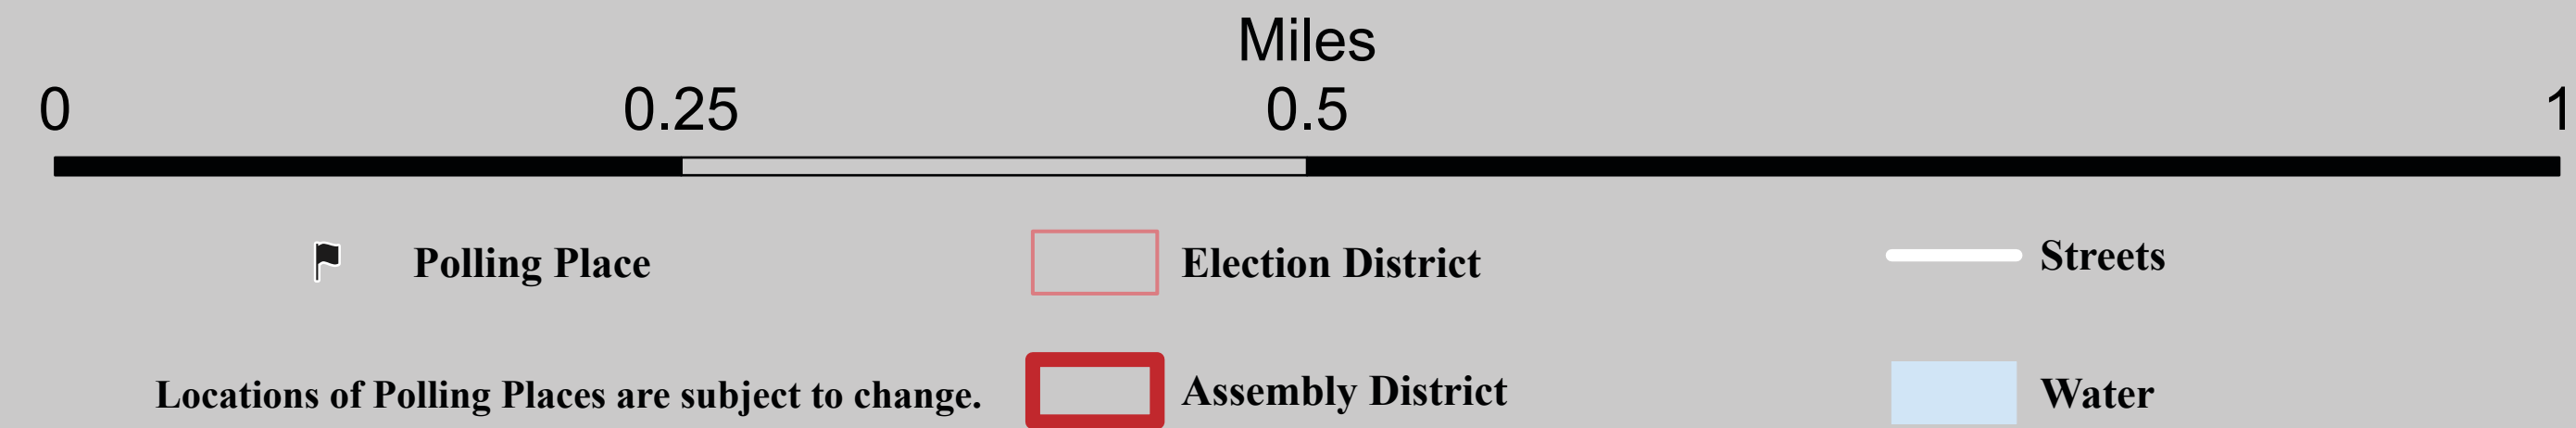 Miles
0 0.25 0.5 1
Polling Place Election District Streets
Locations of Polling Places are subject to change. Assembly District Water